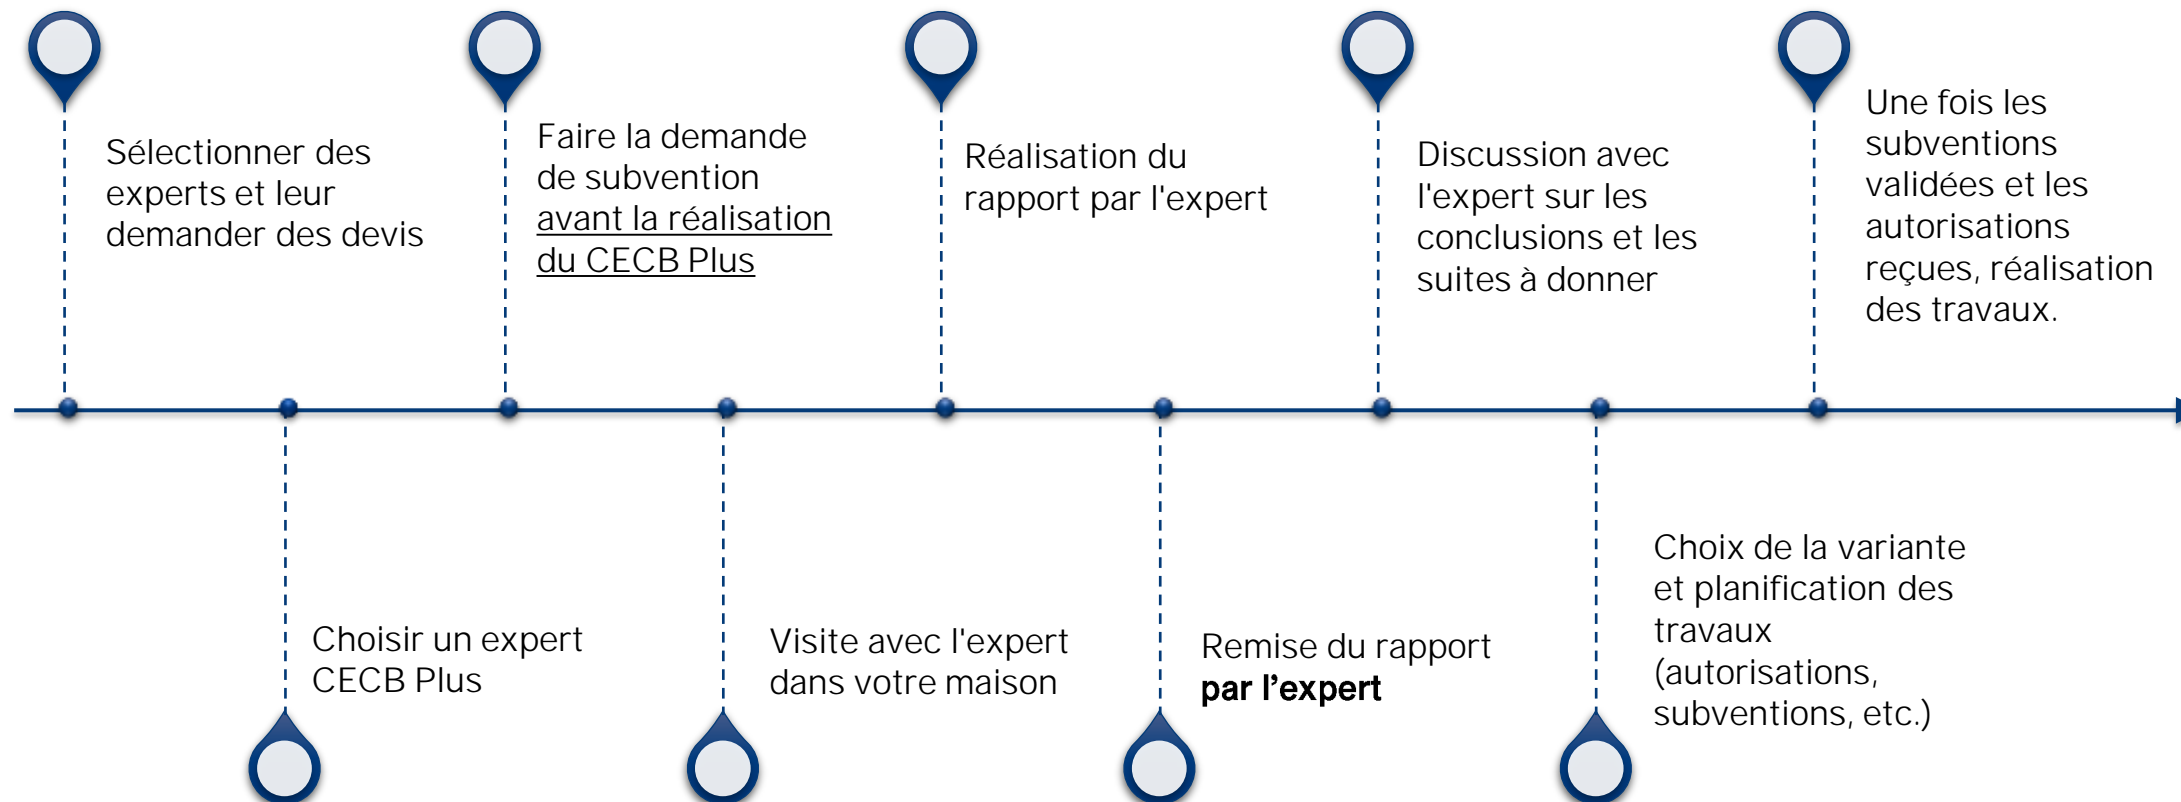 Sélectionner des
experts et leur
demander des devis
Choisir un expert
CECB Plus
Faire la demande
de subvention
avant la réalisation
du CECB Plus
Visite avec l'expert
dans votre maison
Réalisation du
rapport par l'expert
Remise du rapport
par l’expert
Discussion avec
l'expert sur les
conclusions et les
suites à donner
Choix de la variante
et planification des
travaux
(autorisations,
subventions, etc.)
Une fois les
subventions
validées et les
autorisations
reçues, réalisation
des travaux.